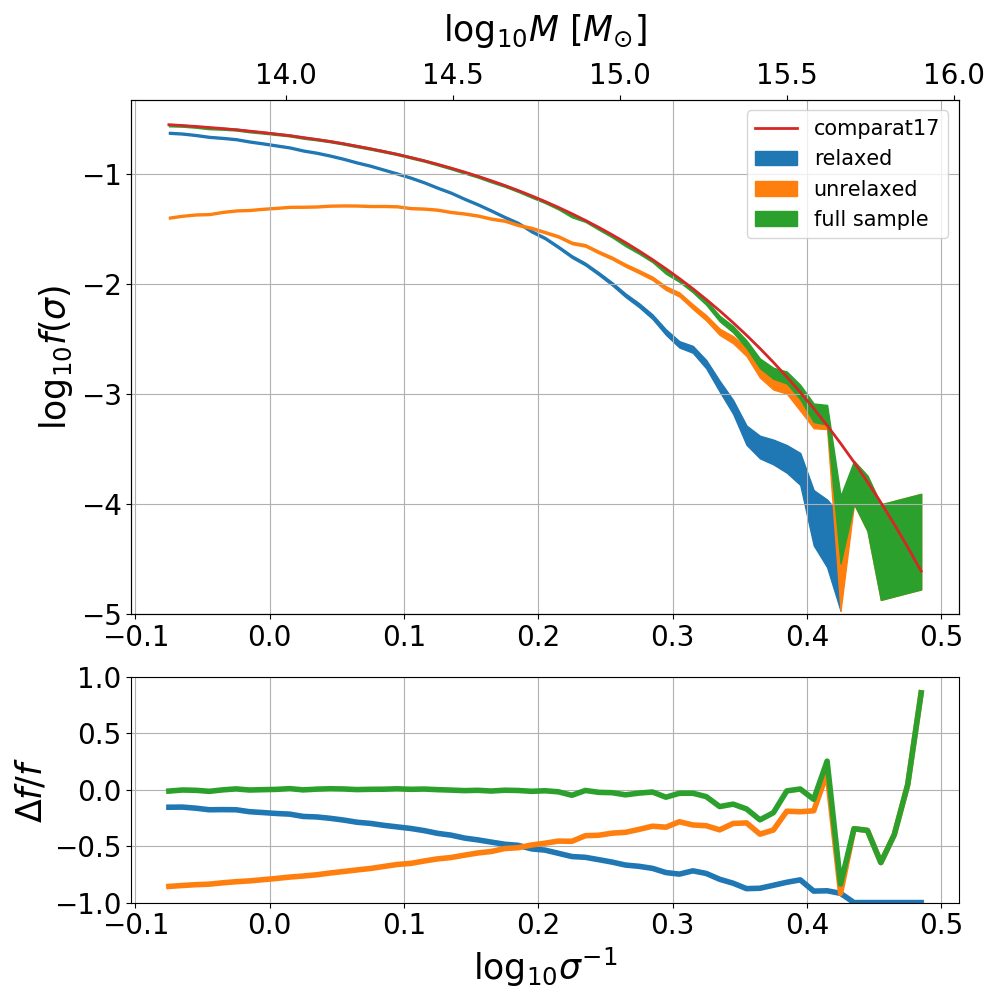 log₁₀M [M⊙]
14.0 14.5 15.0 15.5 16.0
comparat17
relaxed
unrelaxed
full sample
log₁₀f(σ)
−1
−2
−3
−4
−5
−0.1 0.0 0.1 0.2 0.3 0.4 0.5
Δf/f
1.0
0.5
0.0
−0.5
−1.0
−0.1 0.0 0.1 0.2 0.3 0.4 0.5
log₁₀σ⁻¹